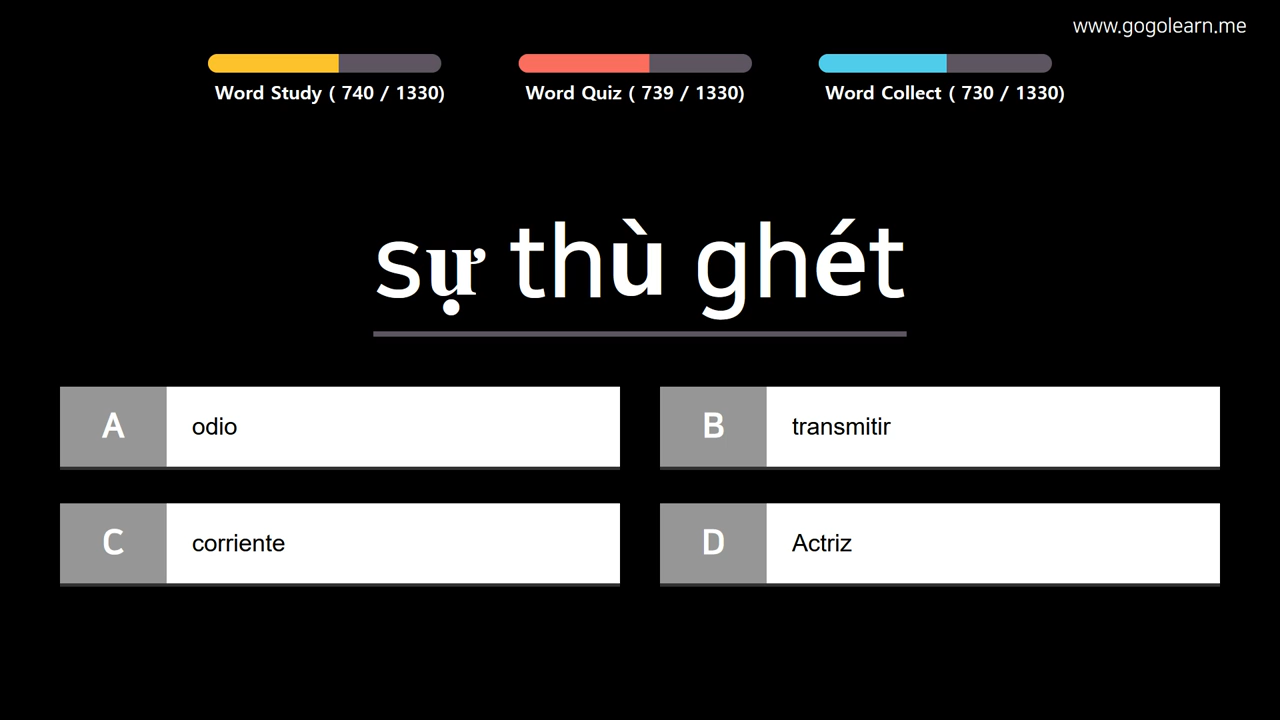 www.gogolearn.me
Word Study ( 740 / 1330)
Word Quiz ( 739 / 1330)
Word Collect ( 730 / 1330)
sự thù ghét
A odio
B transmitir
C corriente
D Actriz